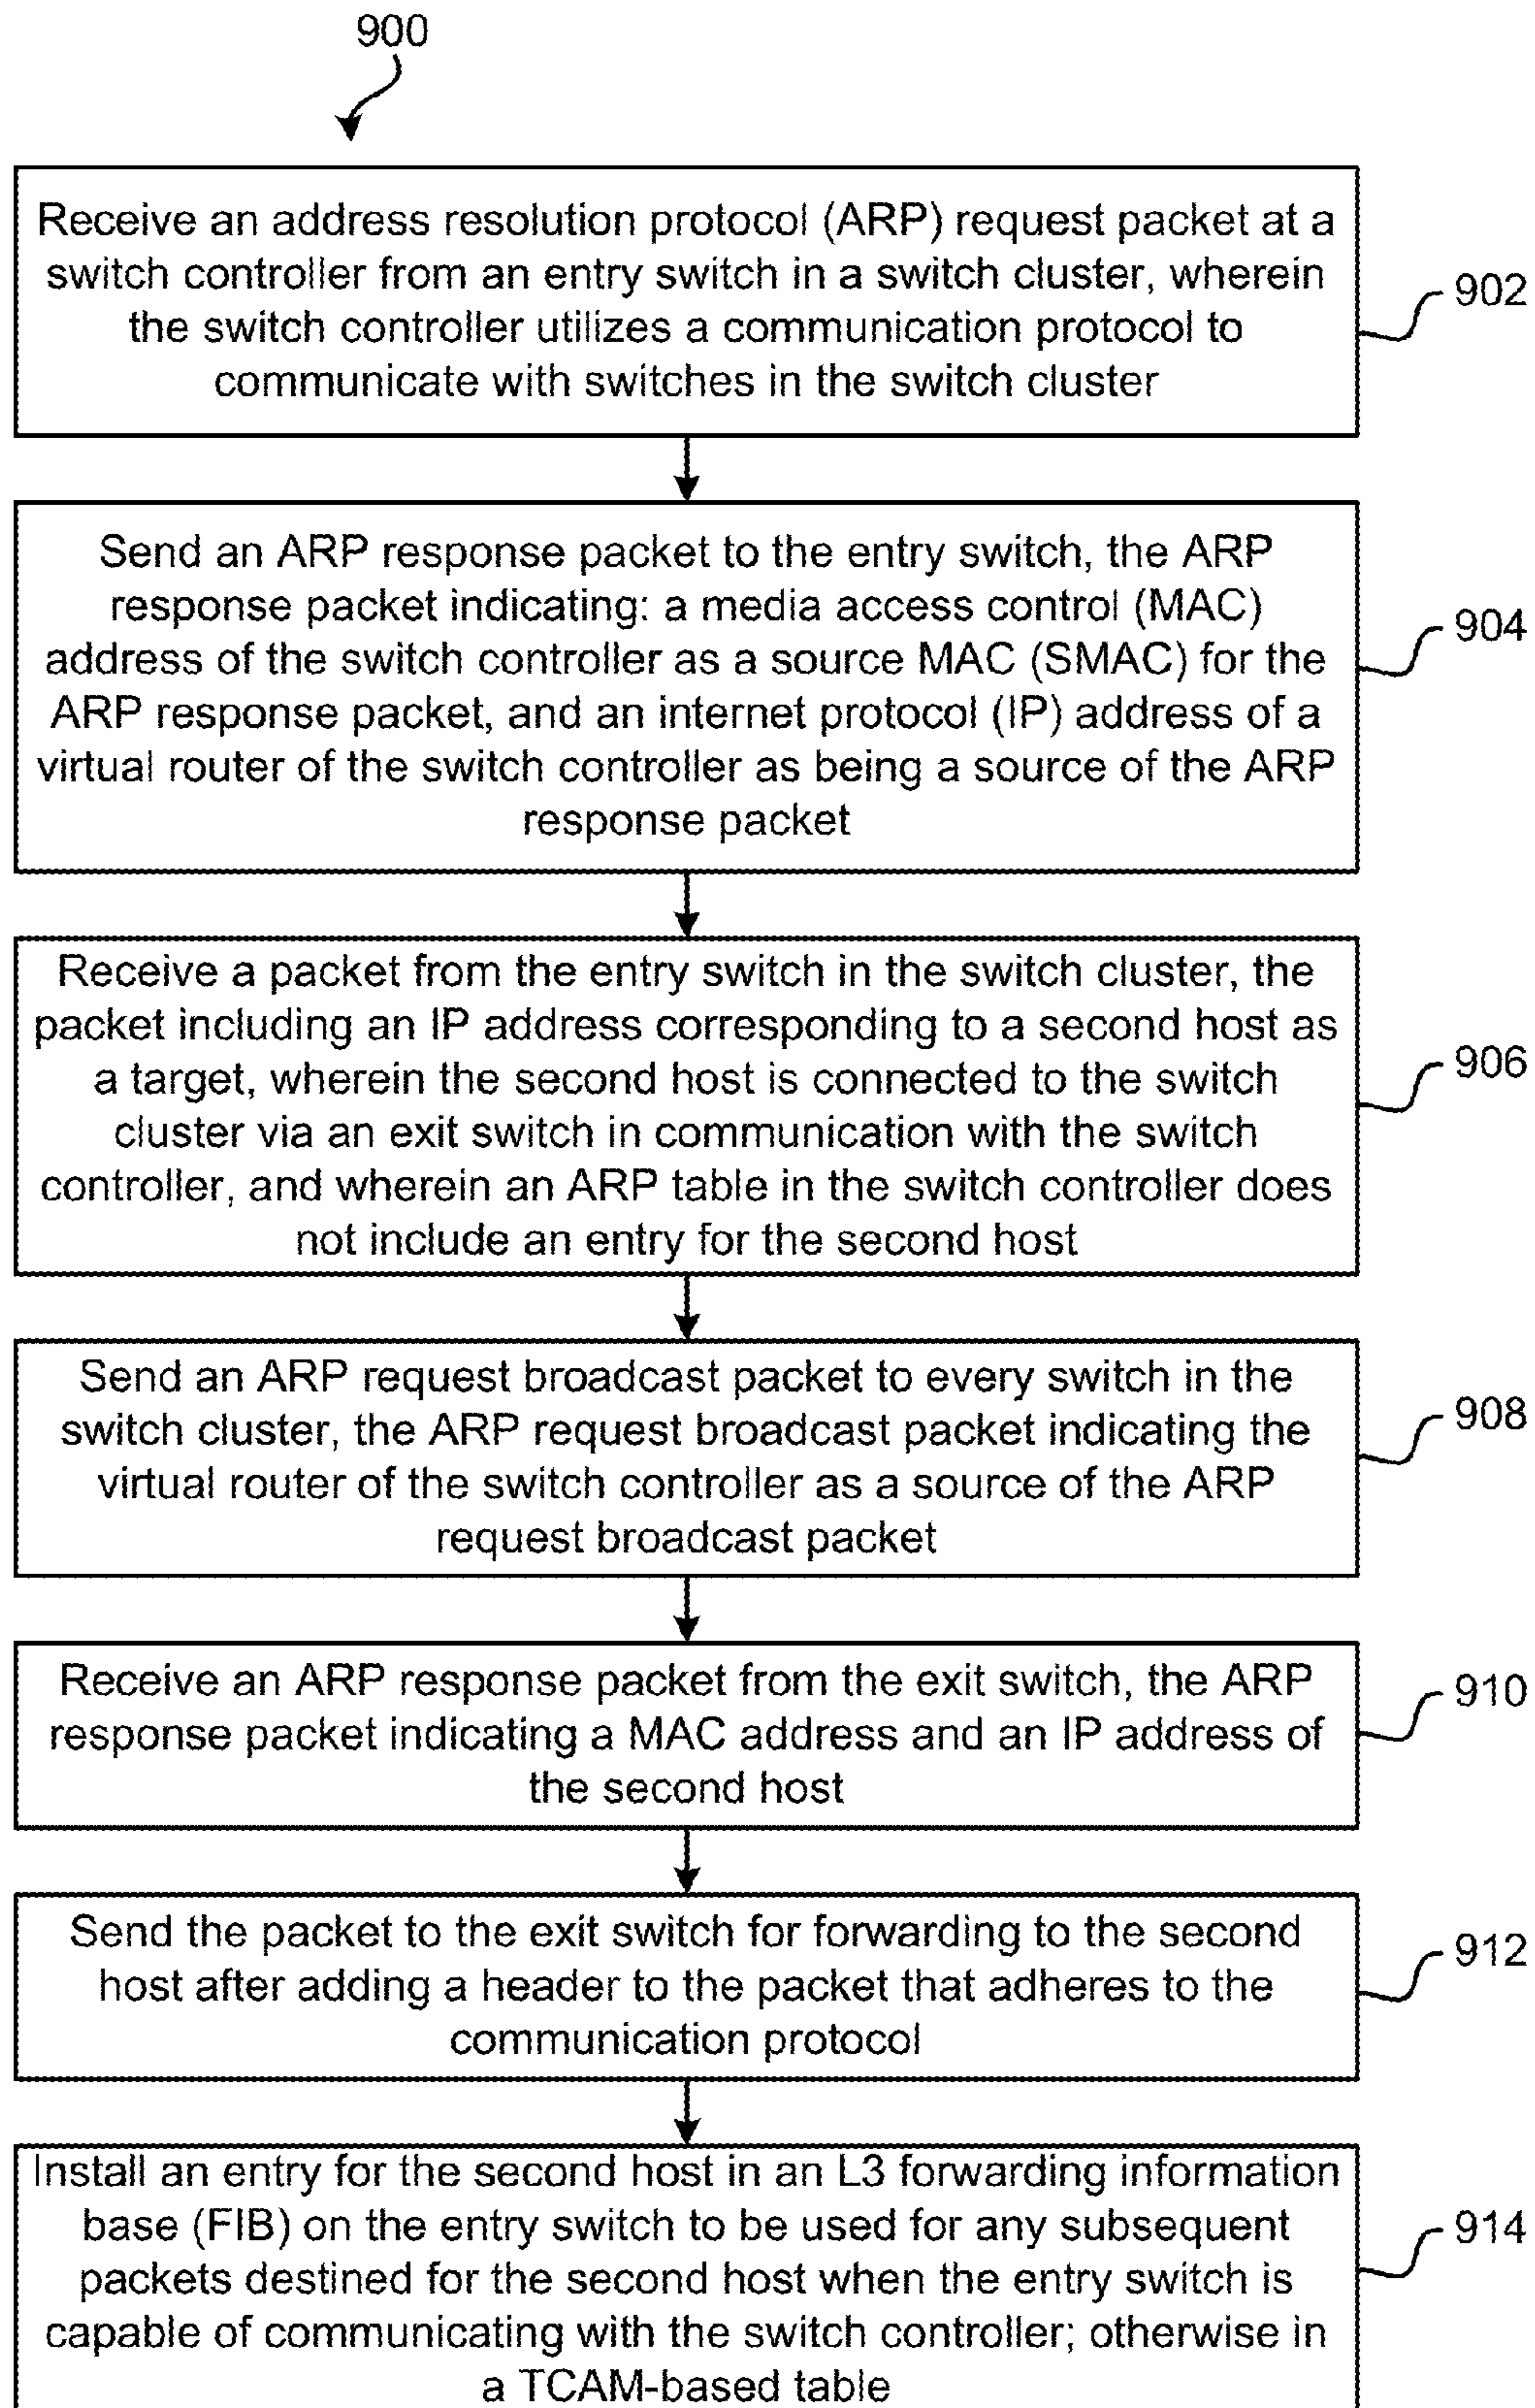 900
Receive an address resolution protocol (ARP) request packet at a
switch controller from an entry switch in a switch cluster, wherein
the switch controller utilizes a communication protocol to
communicate with switches in the switch cluster
902
Send an ARP response packet to the entry switch, the ARP
response packet indicating: a media access control (MAC)
address of the switch controller as a source MAC (SMAC) for the
ARP response packet, and an internet protocol (IP) address of a
virtual router of the switch controller as being a source of the ARP
response packet
904
Receive a packet from the entry switch in the switch cluster, the
packet including an IP address corresponding to a second host as
a target, wherein the second host is connected to the switch
cluster via an exit switch in communication with the switch
controller, and wherein an ARP table in the switch controller does
not include an entry for the second host
906
Send an ARP request broadcast packet to every switch in the
switch cluster, the ARP request broadcast packet indicating the
virtual router of the switch controller as a source of the ARP
request broadcast packet
908
Receive an ARP response packet from the exit switch, the ARP
response packet indicating a MAC address and an IP address of
the second host
910
Send the packet to the exit switch for forwarding to the second
host after adding a header to the packet that adheres to the
communication protocol
912
Install an entry for the second host in an L3 forwarding information
base (FIB) on the entry switch to be used for any subsequent
packets destined for the second host when the entry switch is
capable of communicating with the switch controller; otherwise in
a TCAM-based table
914